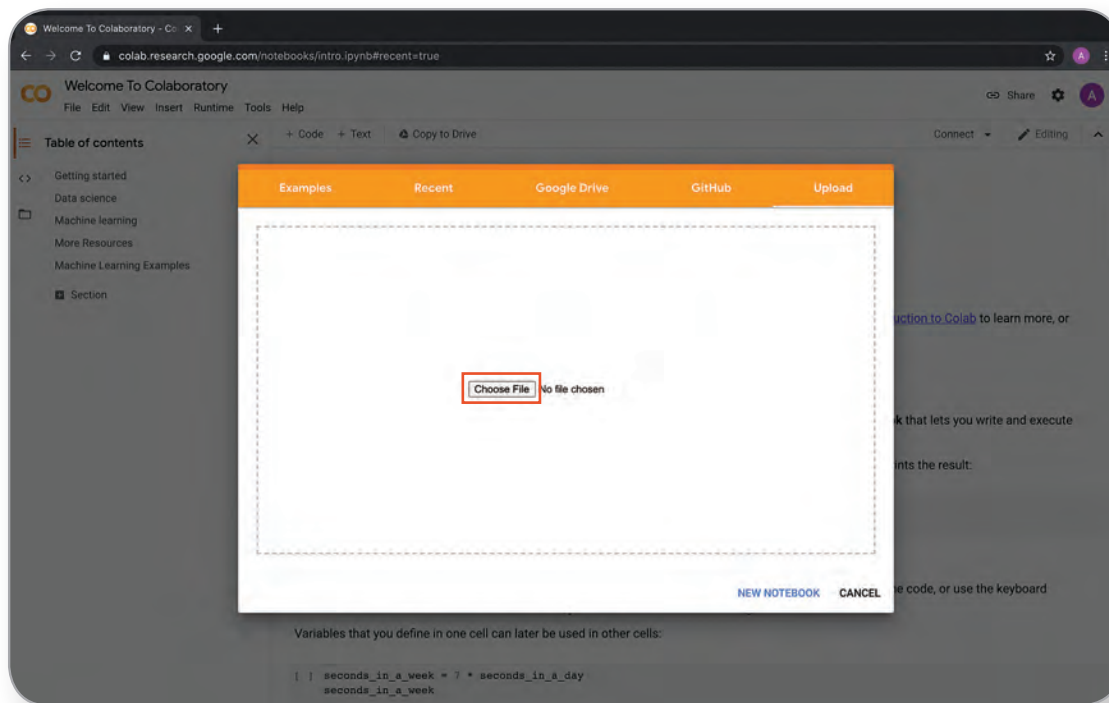 Welcome To Colaboratory - Co
colab.research.google.com/notebooks/intro.ipynb#recent=true
A
CO
Welcome To Colaboratory
File Edit View Insert Runtime Tools Help
Share
A
Table of contents
+ Code + Text Copy to Drive
Connect
Editing
Getting started
Data science
Machine learning
More Resources
Machine Learning Examples
Section
Examples
Recent
Google Drive
GitHub
Upload
Choose File No file chosen
NEW NOTEBOOK
CANCEL
uction to Colab to learn more, or
k that lets you write and execute
ints the result:
e code, or use the keyboard
Variables that you define in one cell can later be used in other cells:
[ ] seconds_in_a_week = 7 * seconds_in_a_day
seconds_in_a_week